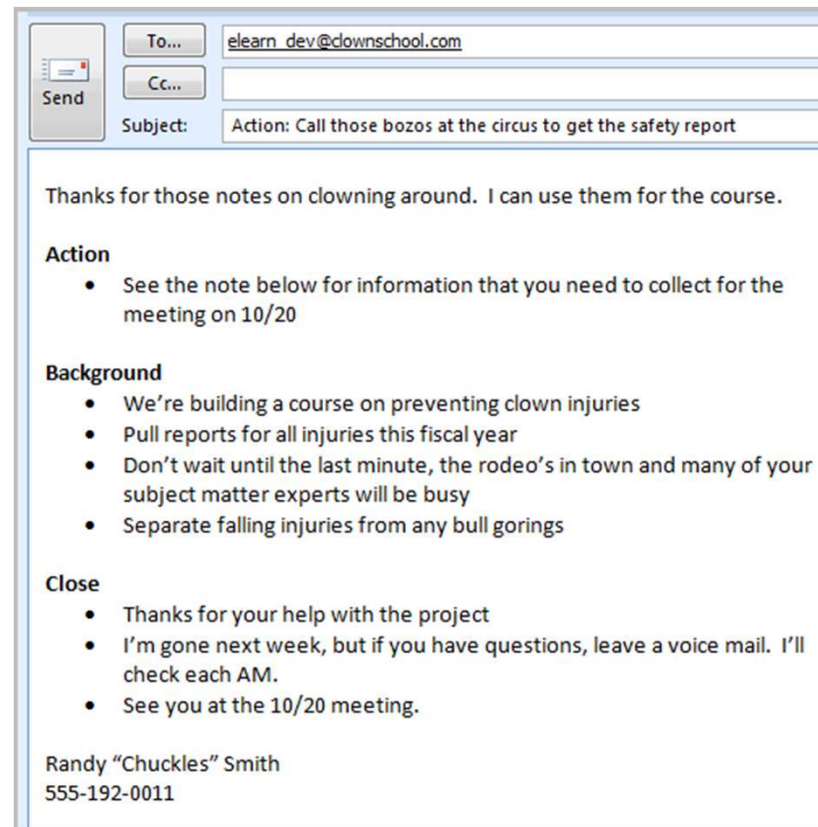 To...
elearn_dev@clownschool.com
Cc...
Send
Subject:
Action: Call those bozos at the circus to get the safety report
Thanks for those notes on clowning around.  I can use them for the course.
Action
• See the note below for information that you need to collect for the
meeting on 10/20
Background
• We're building a course on preventing clown injuries
• Pull reports for all injuries this fiscal year
• Don't wait until the last minute, the rodeo's in town and many of your
subject matter experts will be busy
• Separate falling injuries from any bull gorings
Close
• Thanks for your help with the project
• I'm gone next week, but if you have questions, leave a voice mail.  I'll
check each AM.
• See you at the 10/20 meeting.
Randy “Chuckles” Smith
555-192-0011